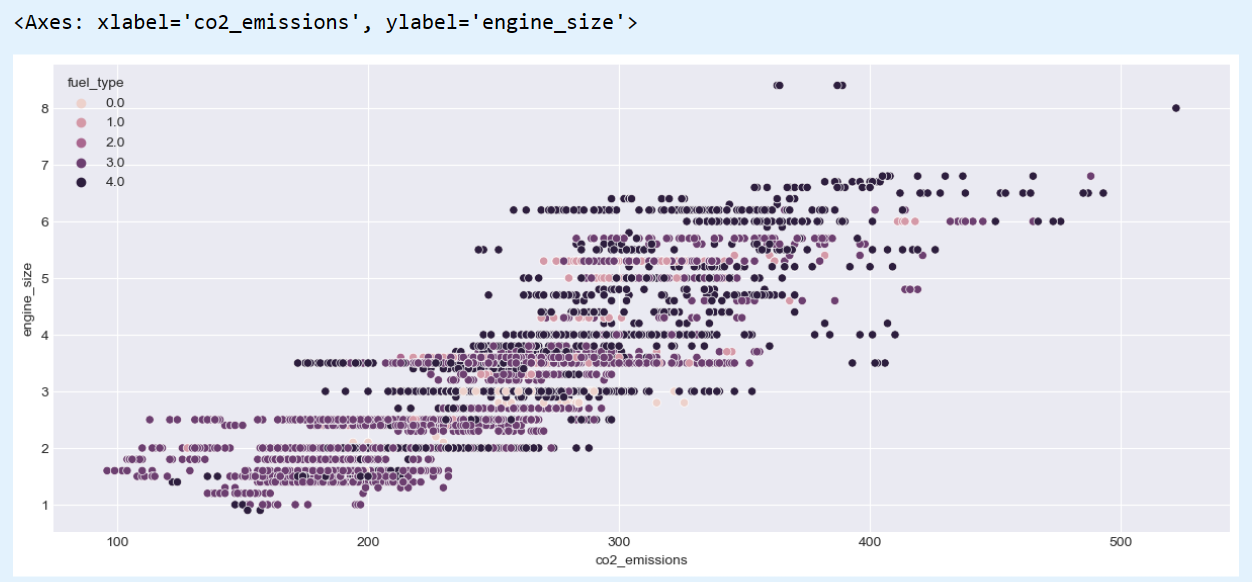 <Axes: xlabel='co2_emissions', ylabel='engine_size'>
fuel_type
0.0
1.0
2.0
3.0
4.0
8
7
6
5
4
3
2
1
engine_size
100 200 300 400 500
co2_emissions